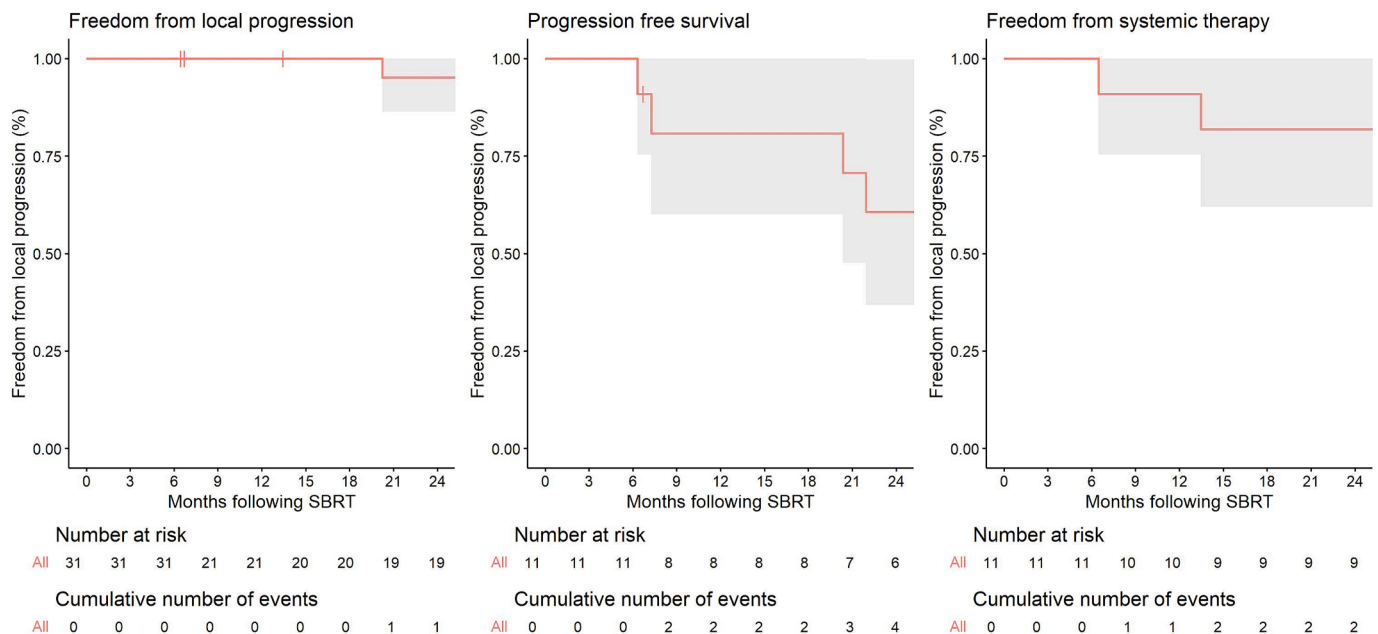 Freedom from local progression
Freedom from local progression (%)
1.00
0.75
0.50
0.25
0.00
0 3 6 9 12 15 18 21 24
Months following SBRT
Number at risk
All 31 31 31 21 21 20 20 19 19
Cumulative number of events
All 0 0 0 0 0 0 0 1 1
Progression free survival
Freedom from local progression (%)
1.00
0.75
0.50
0.25
0.00
0 3 6 9 12 15 18 21 24
Months following SBRT
Number at risk
All 11 11 11 8 8 8 8 7 6
Cumulative number of events
All 0 0 0 2 2 2 2 3 4
Freedom from systemic therapy
Freedom from local progression (%)
1.00
0.75
0.50
0.25
0.00
0 3 6 9 12 15 18 21 24
Months following SBRT
Number at risk
All 11 11 11 10 10 9 9 9 9
Cumulative number of events
All 0 0 0 1 1 2 2 2 2